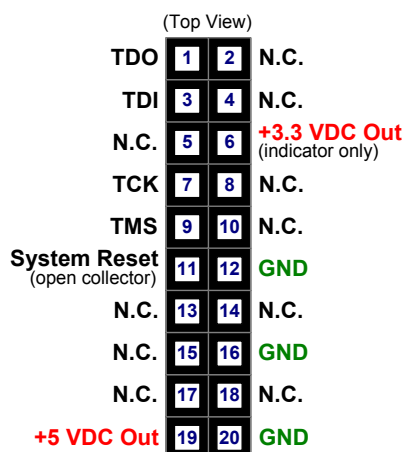 (Top View)
TDO 1 2 N.C.
TDI 3 4 N.C.
N.C. 5 6 +3.3 VDC Out
(indicator only)
TCK 7 8 N.C.
TMS 9 10 N.C.
System Reset 11 12 GND
(open collector)
N.C. 13 14 N.C.
N.C. 15 16 GND
N.C. 17 18 N.C.
+5 VDC Out 19 20 GND